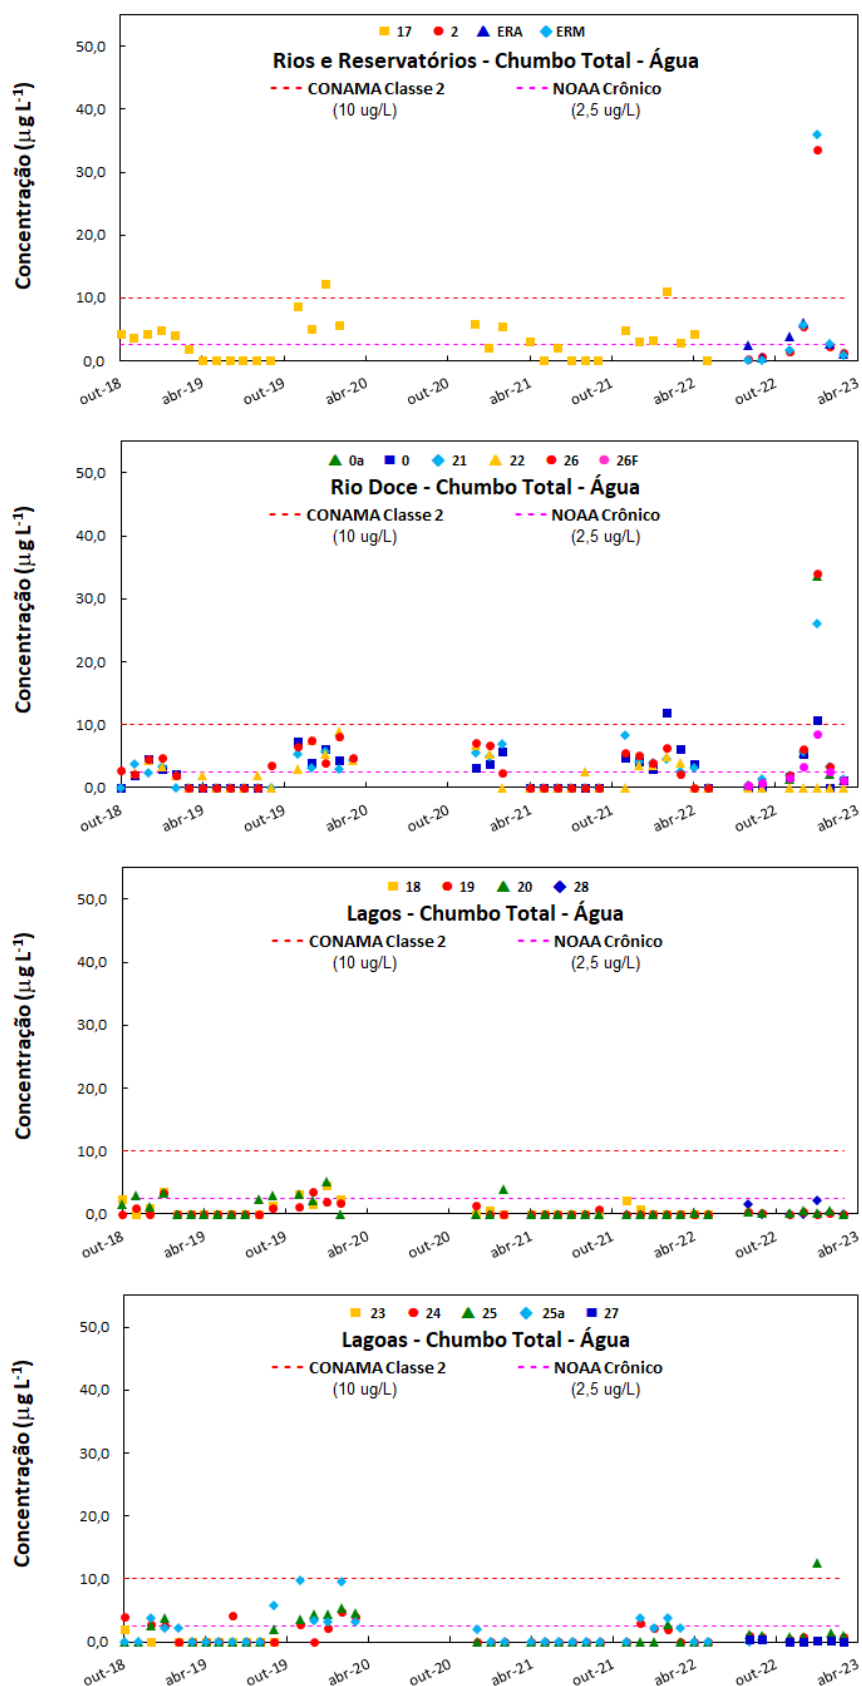 17 2 ERA ERM
Rios e Reservatórios - Chumbo Total - Água
CONAMA Classe 2 NOAA Crônico
(10 ug/L) (2,5 ug/L)
Concentração (µg L-1)
50,0
40,0
30,0
20,0
10,0
0,0
out-18 abr-19 out-19 abr-20 out-20 abr-21 out-21 abr-22 out-22 abr-23
0a 0 21 22 26 26F
Rio Doce - Chumbo Total - Água
CONAMA Classe 2 NOAA Crônico
(10 ug/L) (2,5 ug/L)
Concentração (µg L-1)
50,0
40,0
30,0
20,0
10,0
0,0
out-18 abr-19 out-19 abr-20 out-20 abr-21 out-21 abr-22 out-22 abr-23
18 19 20 28
Lagos - Chumbo Total - Água
CONAMA Classe 2 NOAA Crônico
(10 ug/L) (2,5 ug/L)
Concentração (µg L-1)
50,0
40,0
30,0
20,0
10,0
0,0
out-18 abr-19 out-19 abr-20 out-20 abr-21 out-21 abr-22 out-22 abr-23
23 24 25 25a 27
Lagoas - Chumbo Total - Água
CONAMA Classe 2 NOAA Crônico
(10 ug/L) (2,5 ug/L)
Concentração (µg L-1)
50,0
40,0
30,0
20,0
10,0
0,0
out-18 abr-19 out-19 abr-20 out-20 abr-21 out-21 abr-22 out-22 abr-23